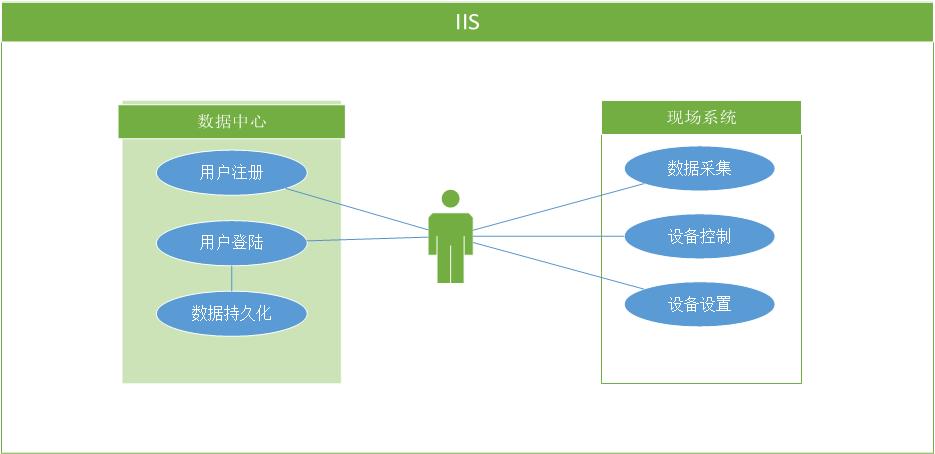 IIS
数据中心
用户注册
用户登陆
数据持久化
现场系统
数据采集
设备控制
设备设置